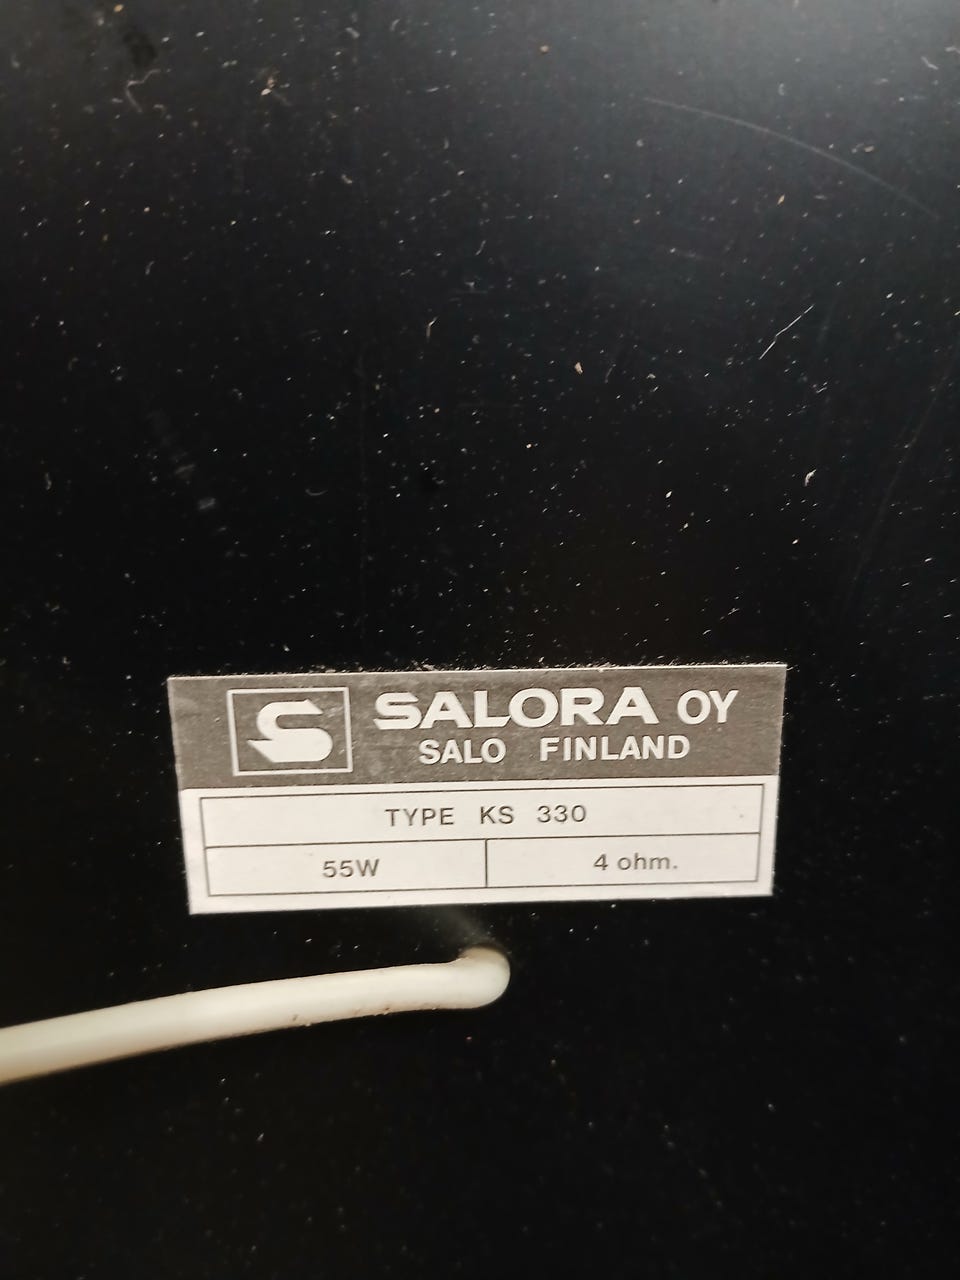 SALORA OY
SALO FINLAND
TYPE KS 330
55W 4 ohm.